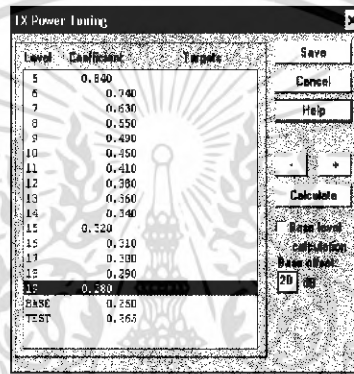 TX Power Tuning
Level Coefficient Targets
5 0.840
6 0.740
7 0.630
8 0.550
9 0.490
10 0.450
11 0.410
12 0.380
13 0.360
14 0.340
15 0.320
16 0.310
17 0.300
18 0.290
19 0.280
BASE 0.250
TEST 0.365
Save
Cancel
Help
- +
Calculate
Base level
calculation
Base offset:
20 dB